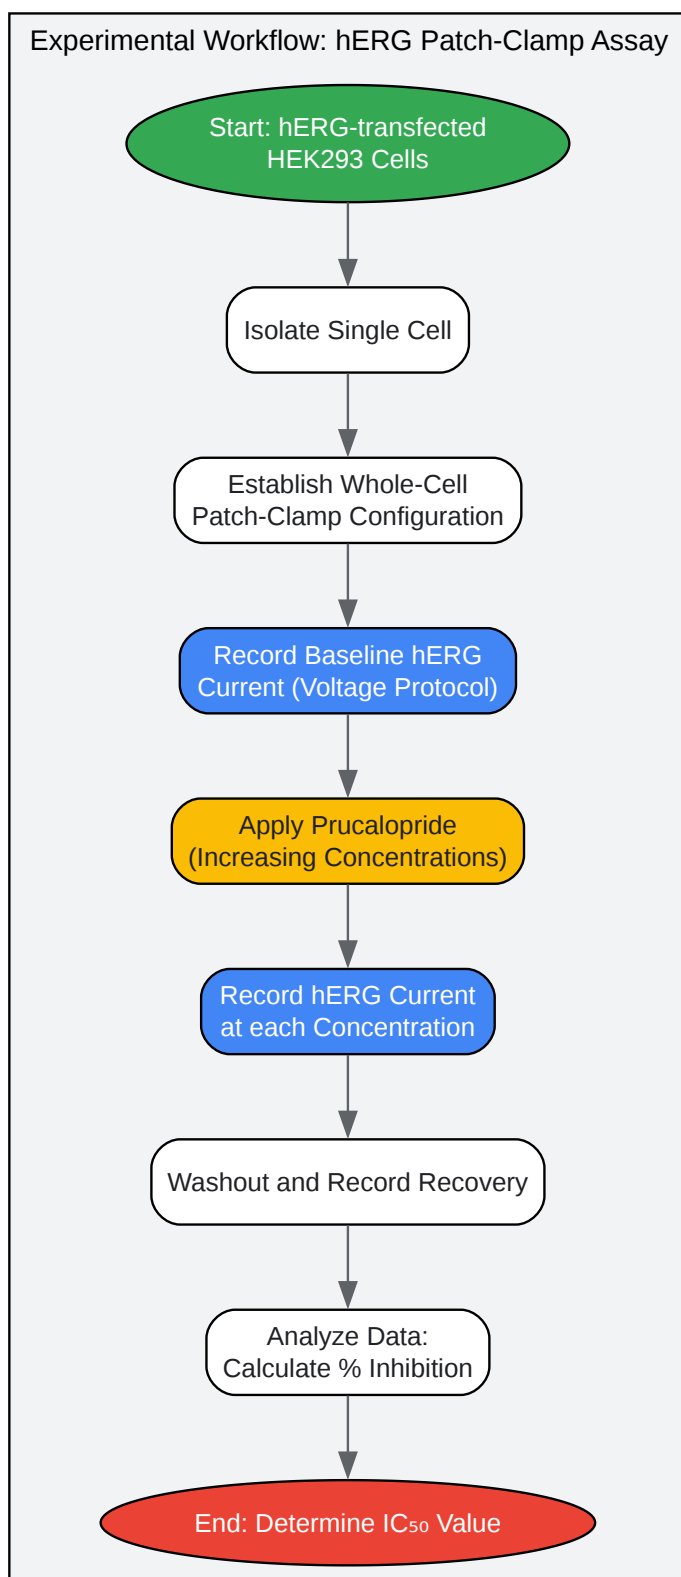 Experimental Workflow: hERG Patch-Clamp Assay
Start: hERG-transfected
HEK293 Cells
Isolate Single Cell
Establish Whole-Cell
Patch-Clamp Configuration
Record Baseline hERG
Current (Voltage Protocol)
Apply Prucalopride
(Increasing Concentrations)
Record hERG Current
at each Concentration
Washout and Record Recovery
Analyze Data:
Calculate % Inhibition
End: Determine IC₅₀ Value